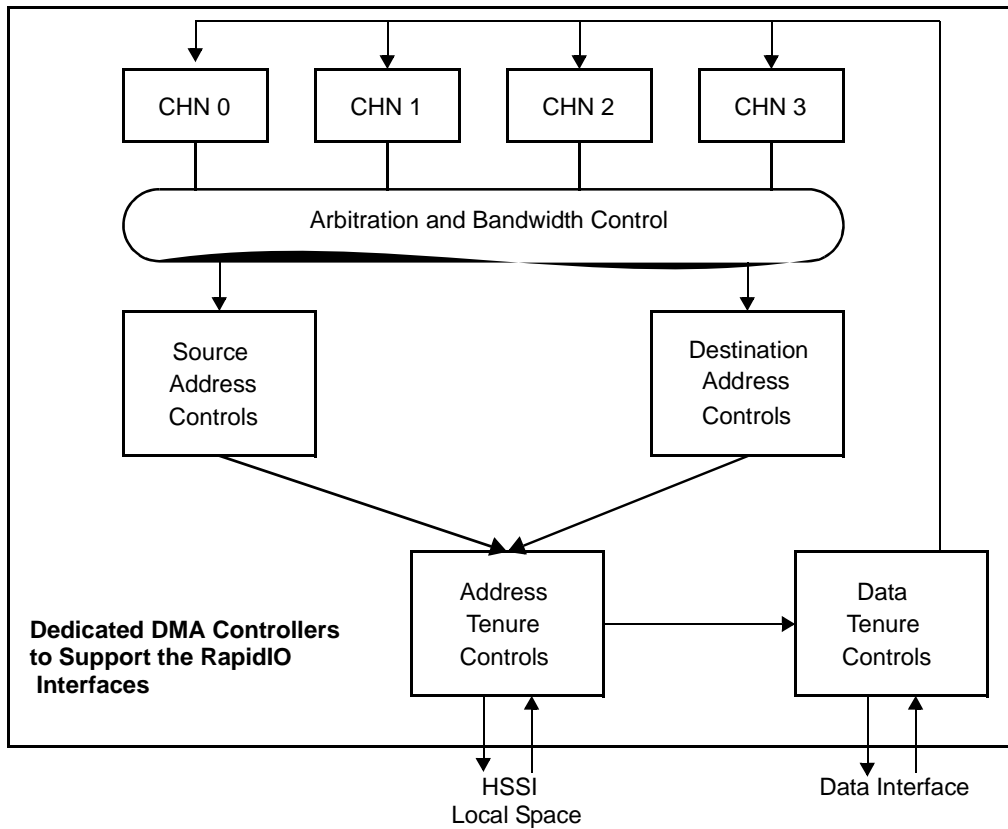 CHN 0
CHN 1
CHN 2
CHN 3
Arbitration and Bandwidth Control
Source
Address
Controls
Destination
Address
Controls
Address
Tenure
Controls
Data
Tenure
Controls
Dedicated DMA Controllers
to Support the RapidIO
Interfaces
HSSI
Local Space
Data Interface